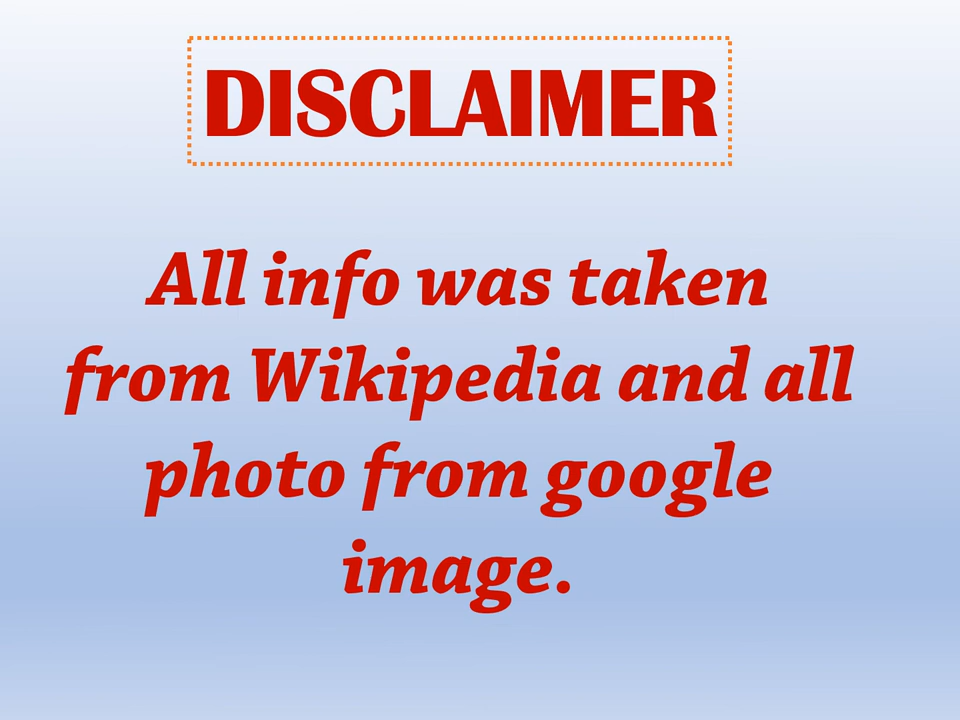 DISCLAIMER
All info was taken
from Wikipedia and all
photo from google
image.